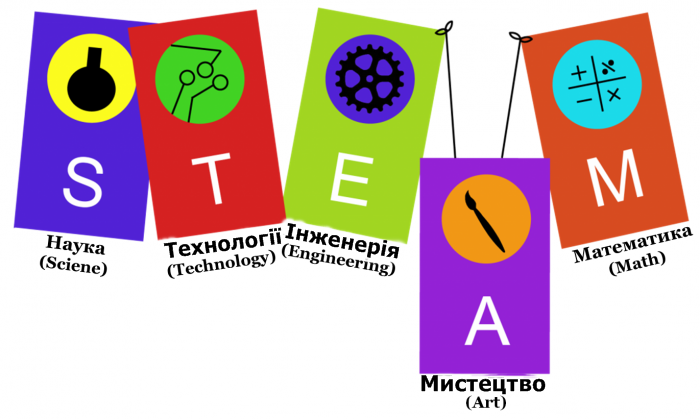 S
Наука
(Sciene)
T
Технології
(Technology)
E
Інженерія
(Engineering)
A
Мистецтво
(Art)
M
Математика
(Math)